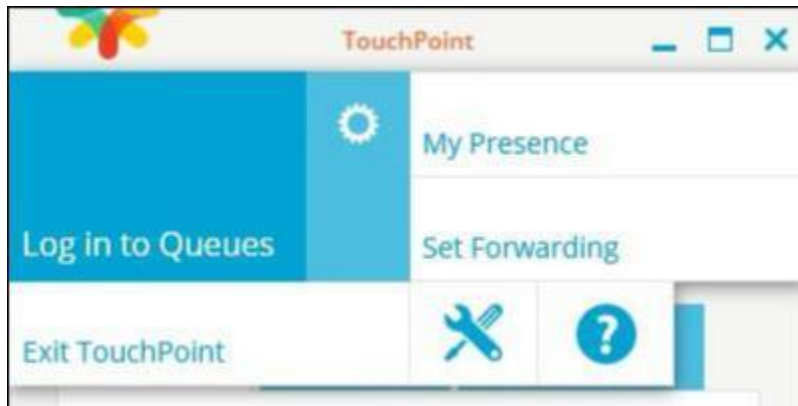 TouchPoint
My Presence
Log in to Queues
Set Forwarding
Exit TouchPoint
?